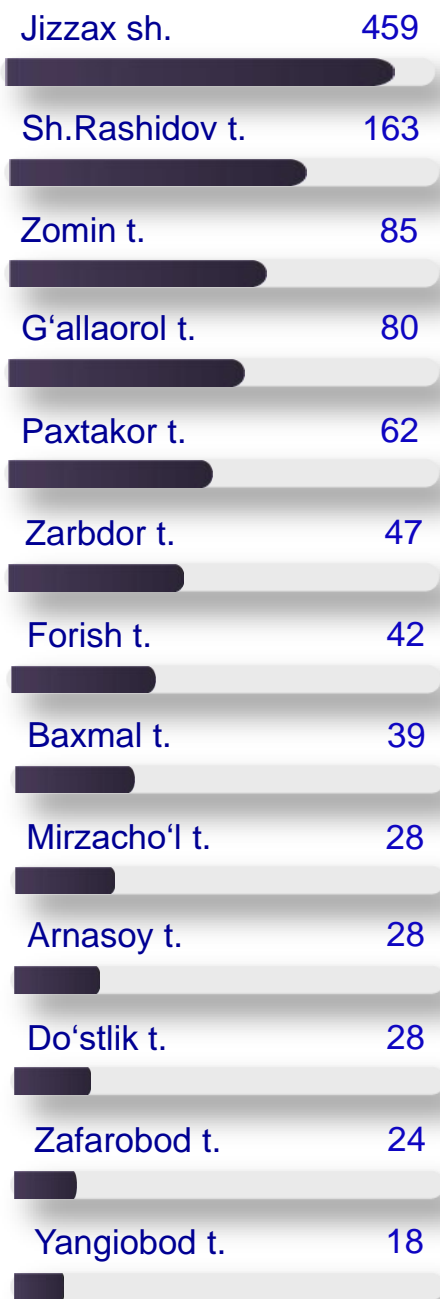 Jizzax sh. 459
Sh.Rashidov t. 163
Zomin t. 85
G‘allaorol t. 80
Paxtakor t. 62
Zarbdor t. 47
Forish t. 42
Baxmal t. 39
Mirzacho‘l t. 28
Arnasoy t. 28
Do‘stlik t. 28
Zafarobod t. 24
Yangiobod t. 18